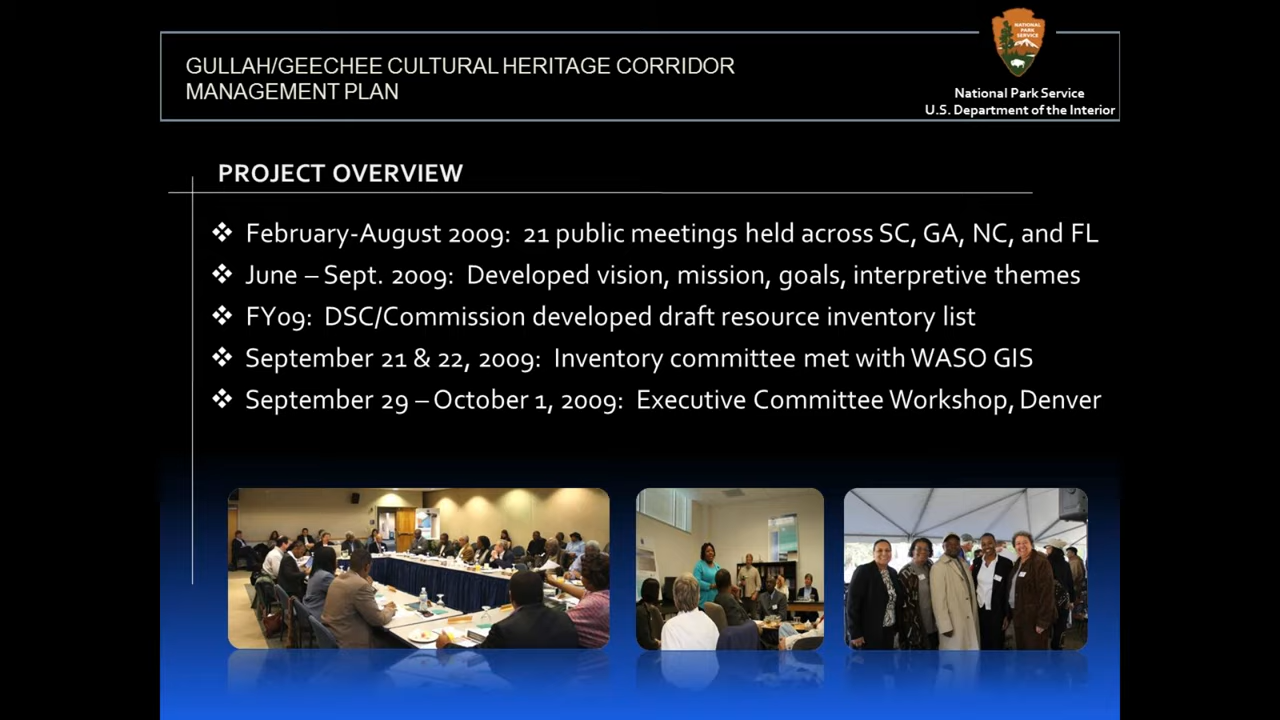 GULLAH/GEECHEE CULTURAL HERITAGE CORRIDOR
MANAGEMENT PLAN
NATIONAL
PARK
SERVICE
National Park Service
U.S. Department of the Interior
PROJECT OVERVIEW
❖ February-August 2009: 21 public meetings held across SC, GA, NC, and FL
❖ June – Sept. 2009: Developed vision, mission, goals, interpretive themes
❖ FY09: DSC/Commission developed draft resource inventory list
❖ September 21 & 22, 2009: Inventory committee met with WASO GIS
❖ September 29 – October 1, 2009: Executive Committee Workshop, Denver